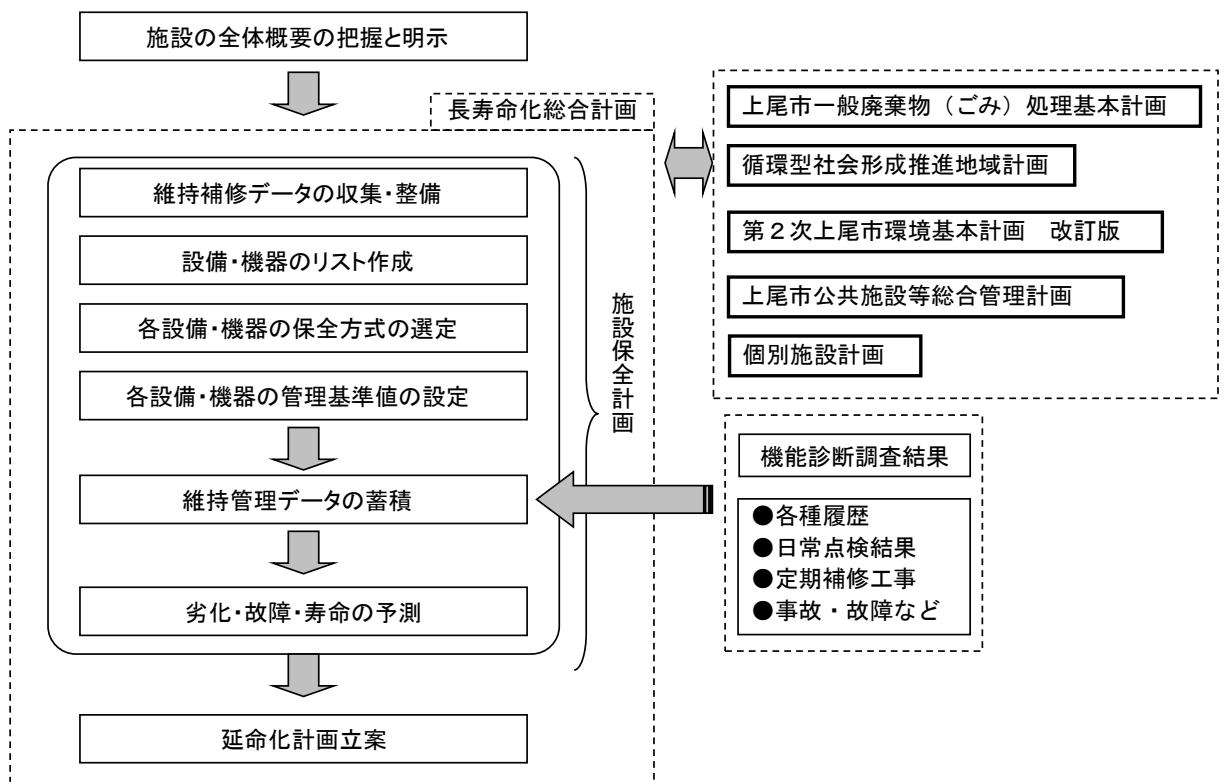 施設の全体概要の把握と明示
長寿命化総合計画
維持補修データの収集・整備
設備・機器のリスト作成
各設備・機器の保全方式の選定
各設備・機器の管理基準値の設定
維持管理データの蓄積
劣化・故障・寿命の予測
施設保全計画
延命化計画立案
上尾市一般廃棄物（ごみ）処理基本計画
循環型社会形成推進地域計画
第２次上尾市環境基本計画　改訂版
上尾市公共施設等総合管理計画
個別施設計画
機能診断調査結果
●各種履歴
●日常点検結果
●定期補修工事
●事故・故障など